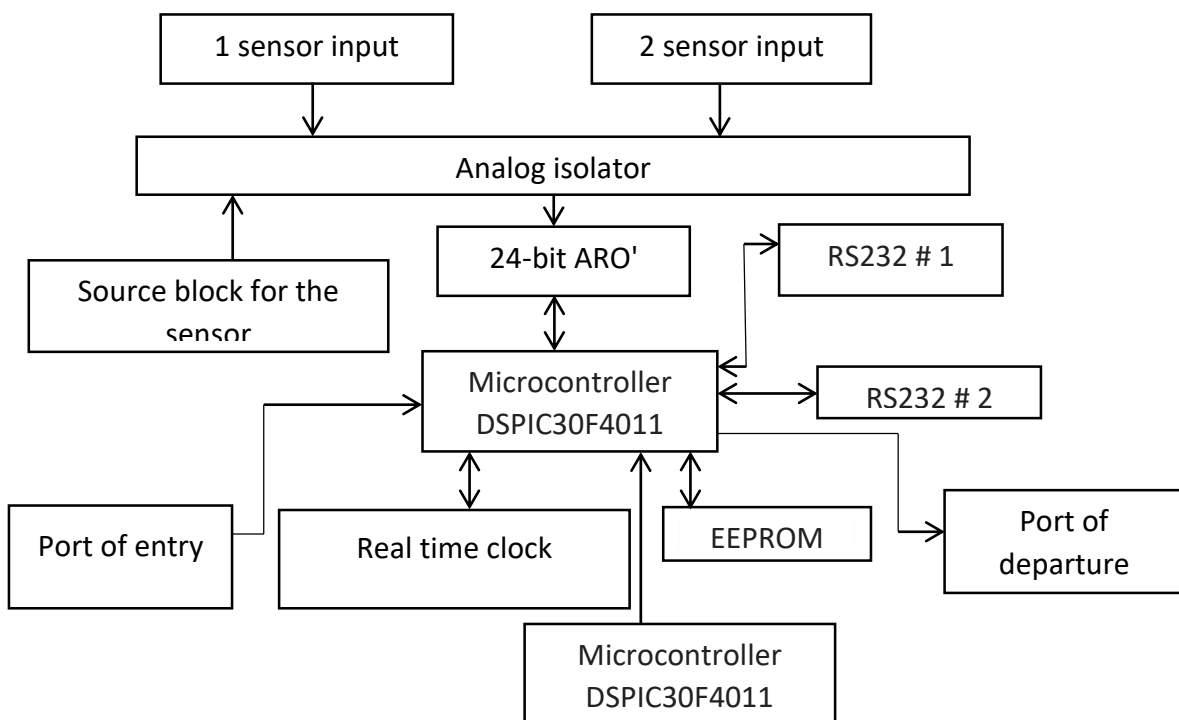 1 sensor input
2 sensor input
Analog isolator
24-bit ARO'
RS232 # 1
Source block for the
sensor
Microcontroller
DSPIC30F4011
RS232 # 2
Port of entry
Real time clock
EEPROM
Port of
departure
Microcontroller
DSPIC30F4011